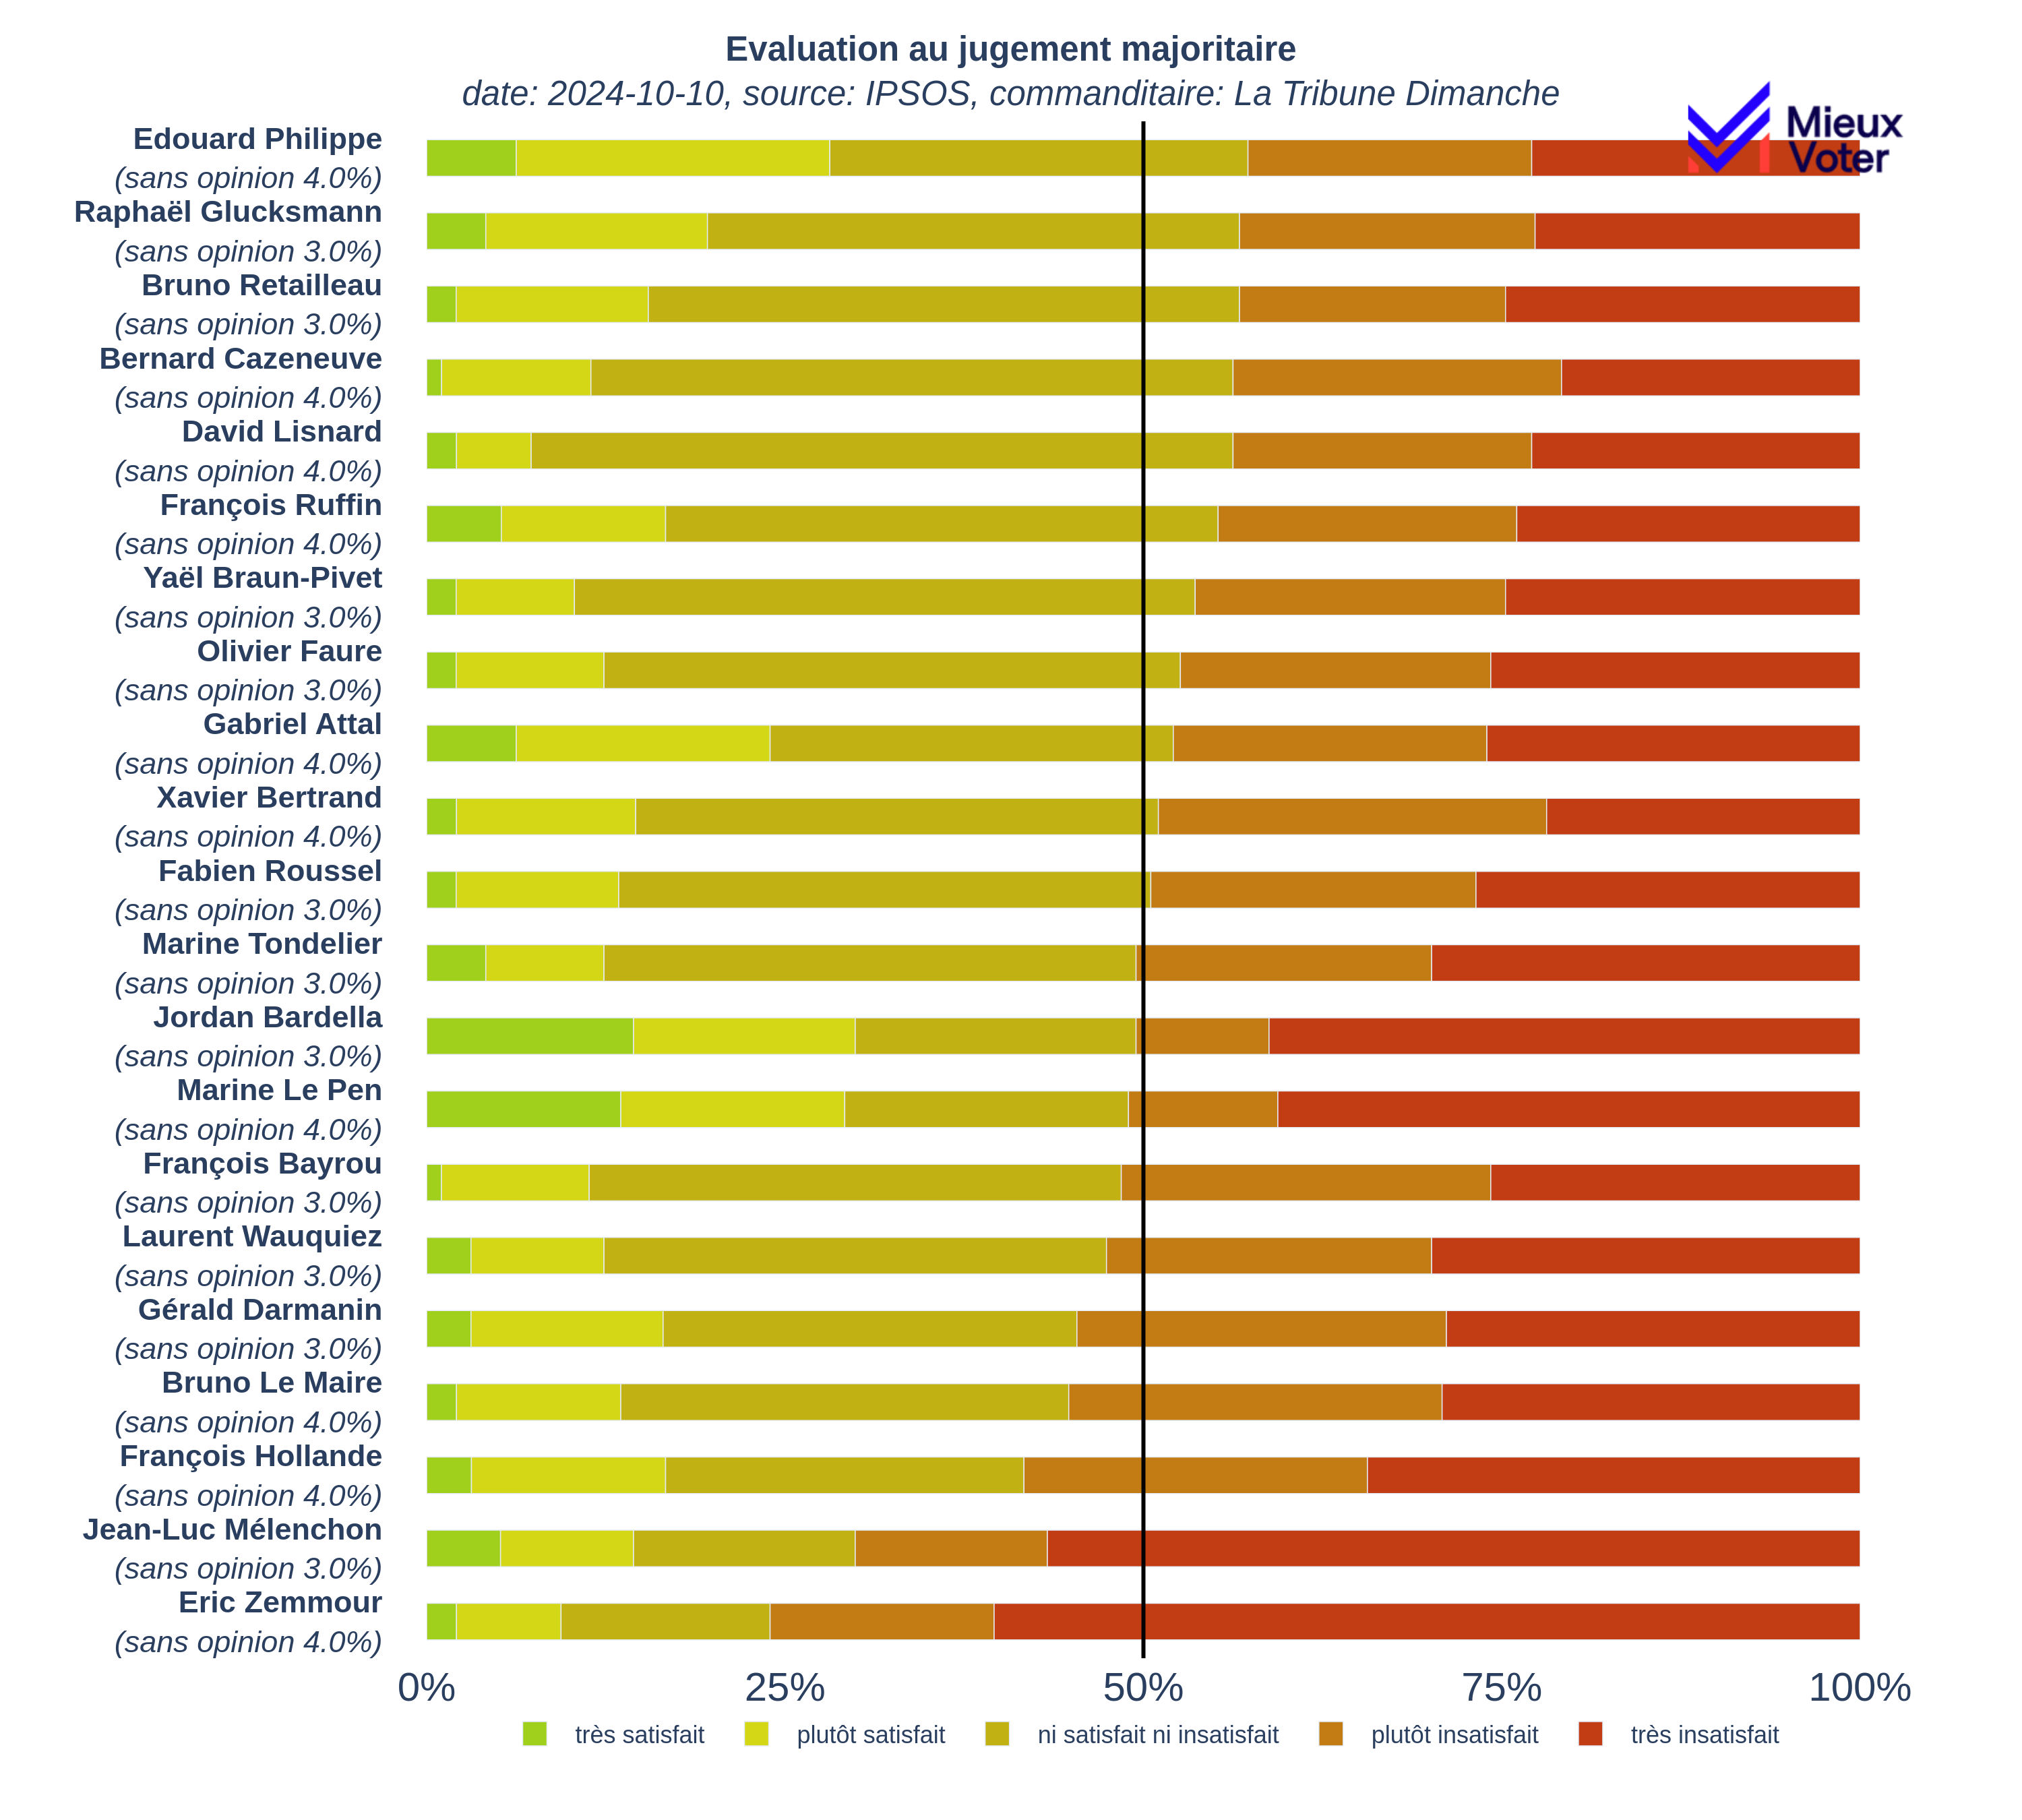 Evaluation au jugement majoritaire
date: 2024-10-10, source: IPSOS, commanditaire: La Tribune Dimanche
Mieux
Voter
Edouard Philippe
(sans opinion 4.0%)
Raphaël Glucksmann
(sans opinion 3.0%)
Bruno Retailleau
(sans opinion 3.0%)
Bernard Cazeneuve
(sans opinion 4.0%)
David Lisnard
(sans opinion 4.0%)
François Ruffin
(sans opinion 4.0%)
Yaël Braun-Pivet
(sans opinion 3.0%)
Olivier Faure
(sans opinion 3.0%)
Gabriel Attal
(sans opinion 4.0%)
Xavier Bertrand
(sans opinion 4.0%)
Fabien Roussel
(sans opinion 3.0%)
Marine Tondelier
(sans opinion 3.0%)
Jordan Bardella
(sans opinion 3.0%)
Marine Le Pen
(sans opinion 4.0%)
François Bayrou
(sans opinion 3.0%)
Laurent Wauquiez
(sans opinion 3.0%)
Gérald Darmanin
(sans opinion 3.0%)
Bruno Le Maire
(sans opinion 4.0%)
François Hollande
(sans opinion 4.0%)
Jean-Luc Mélenchon
(sans opinion 3.0%)
Eric Zemmour
(sans opinion 4.0%)
0% 25% 50% 75% 100%
très satisfait plutôt satisfait ni satisfait ni insatisfait plutôt insatisfait très insatisfait